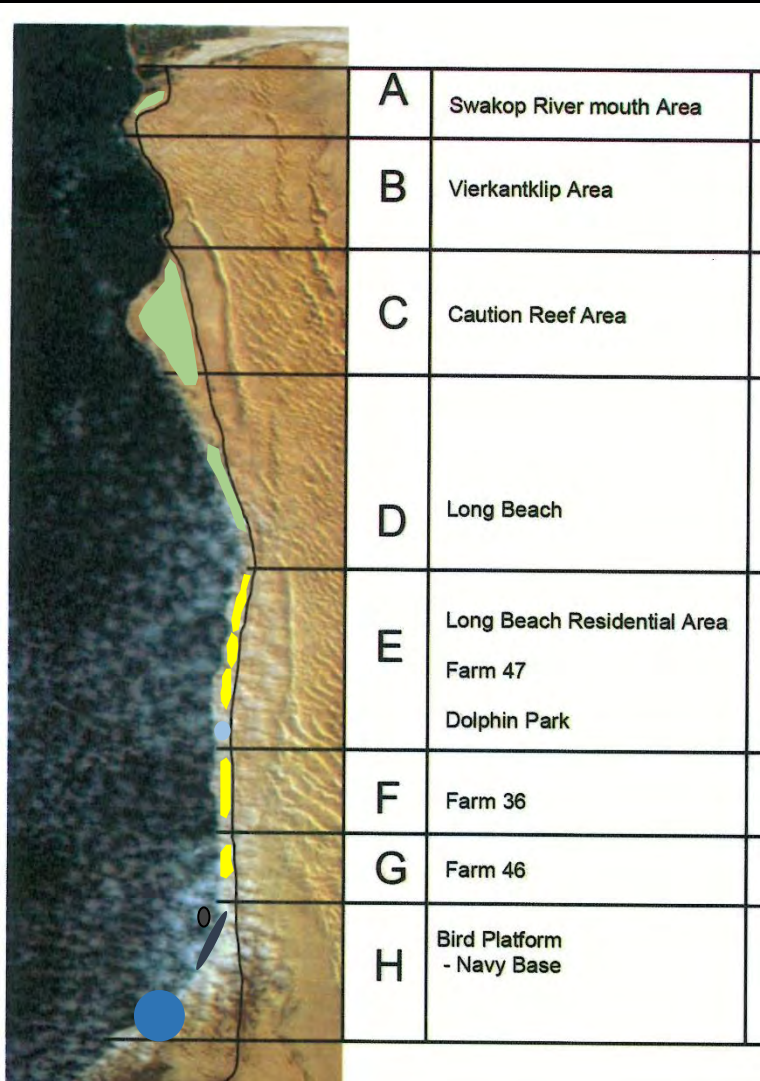 A
Swakop River mouth Area
B
Vierkantklip Area
C
Caution Reef Area
D
Long Beach
E
Long Beach Residential Area
Farm 47
Dolphin Park
F
Farm 36
G
Farm 46
H
Bird Platform
- Navy Base